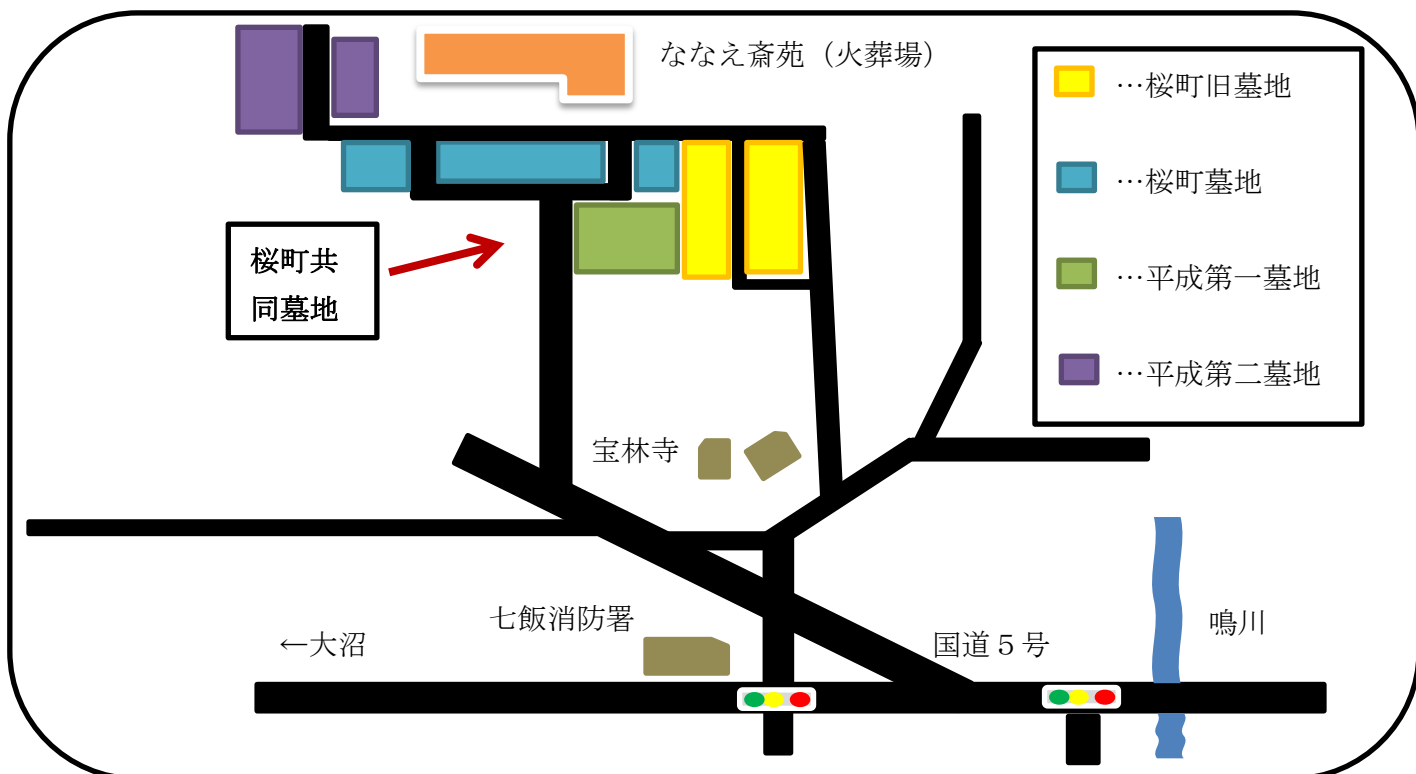 ななえ斎苑（火葬場）
…桜町旧墓地
…桜町墓地
…平成第一墓地
…平成第二墓地
桜町共
同墓地
宝林寺
七飯消防署
←大沼
国道５号
鳴川